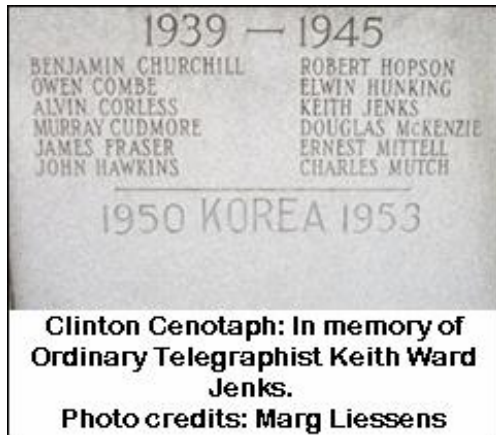 1939 — 1945
BENJAMIN CHURCHILL
OWEN COMBE
ALVIN CORLESS
MURRAY CUDMORE
JAMES FRASER
JOHN HAWKINS
ROBERT HOPSON
ELWIN HUNKING
KEITH JENKS
DOUGLAS McKENZIE
ERNEST MITTELL
CHARLES MUTCH
1950 KOREA 1953
Clinton Cenotaph: In memory of
Ordinary Telegraphist Keith Ward
Jenks.
Photo credits: Marg Liessens